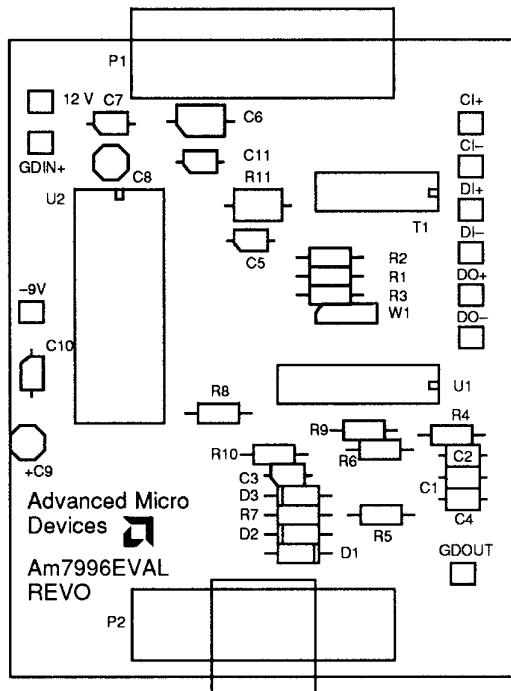 P1
12 V
C7
C6
CI+
GDIN+
C8
C11
CI–
U2
R11
DI+
T1
C5
DI–
R2
–9V
R1
DO+
R3
W1
DO–
C10
U1
R8
R4
R9
C2
R10
R6
+C9
C3
C1
D3
C4
R7
R5
D2
D1
GDOUT
Advanced Micro
Devices
Am7996EVAL
REVO
P2